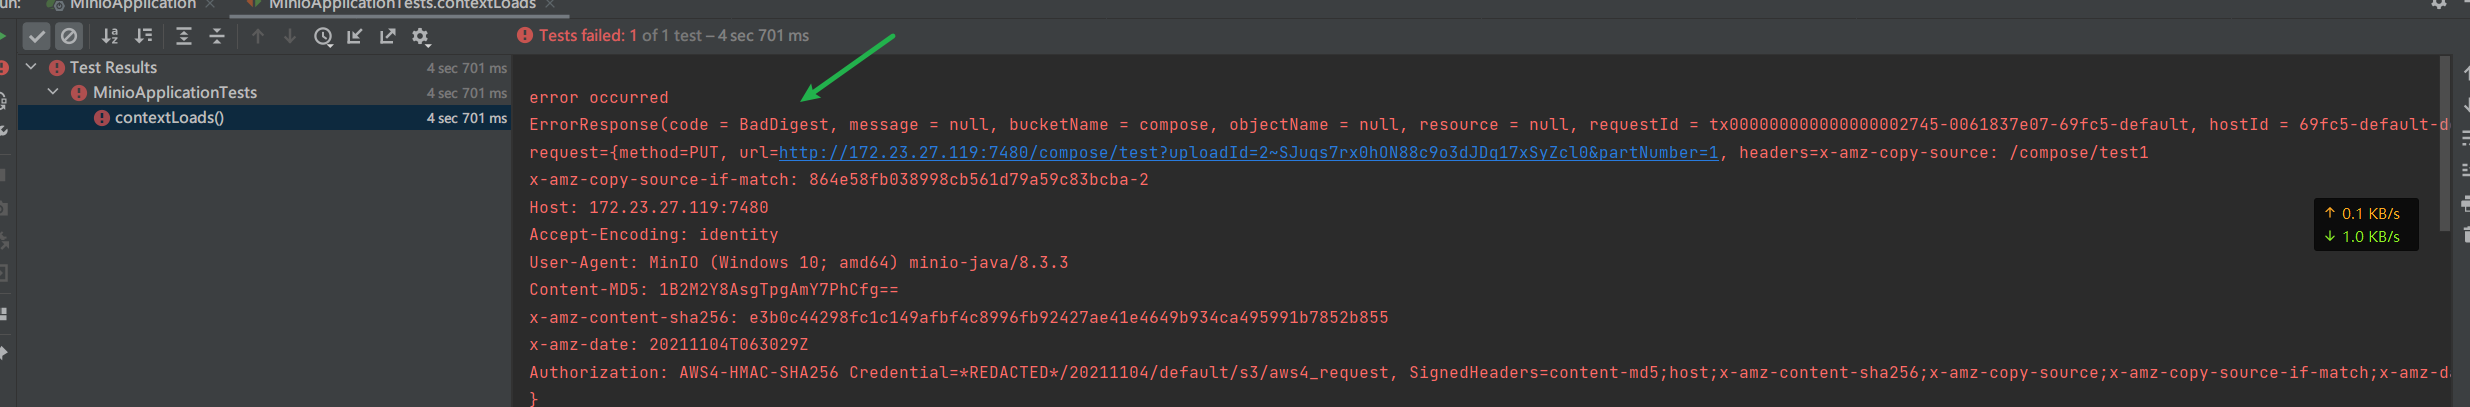 un: MinioApplication × MinioApplicationTests.contextLoads ×
Tests failed: 1 of 1 test – 4 sec 701 ms
Test Results 4 sec 701 ms
MinioApplicationTests 4 sec 701 ms
contextLoads() 4 sec 701 ms
error occurred
ErrorResponse(code = BadDigest, message = null, bucketName = compose, objectName = null, resource = null, requestId = tx000000000000000002745-0061837e07-69fc5-default, hostId = 69fc5-default-d
request={method=PUT, url=http://172.23.27.119:7480/compose/test?uploadId=2~SJuqs7rx0hON88c9o3dJDq17xSyZcl0&partNumber=1, headers=x-amz-copy-source: /compose/test1
x-amz-copy-source-if-match: 864e58fb038998cb561d79a59c83bcba-2
Host: 172.23.27.119:7480
Accept-Encoding: identity
User-Agent: MinIO (Windows 10; amd64) minio-java/8.3.3
Content-MD5: 1B2M2Y8AsgTpgAmY7PhCfg==
x-amz-content-sha256: e3b0c44298fc1c149afbf4c8996fb92427ae41e4649b934ca495991b7852b855
x-amz-date: 20211104T063029Z
Authorization: AWS4-HMAC-SHA256 Credential=*REDACTED*/20211104/default/s3/aws4_request, SignedHeaders=content-md5;host;x-amz-content-sha256;x-amz-copy-source;x-amz-copy-source-if-match;x-amz-d
}
↑ 0.1 KB/s
↓ 1.0 KB/s